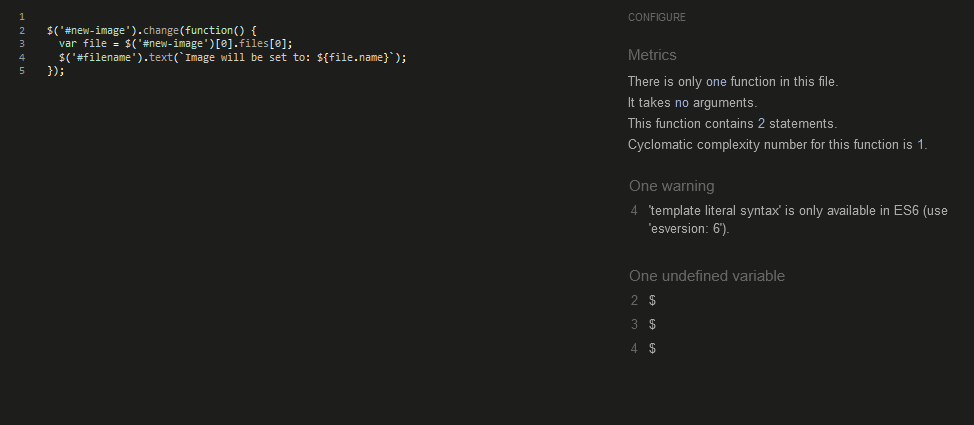 1
2 $('#new-image').change(function() {
3 var file = $('#new-image')[0].files[0];
4 $('#filename').text(`Image will be set to: ${file.name}`);
5 });
CONFIGURE
Metrics
There is only one function in this file.
It takes no arguments.
This function contains 2 statements.
Cyclomatic complexity number for this function is 1.
One warning
4 'template literal syntax' is only available in ES6 (use
'esversion: 6').
One undefined variable
2 $
3 $
4 $